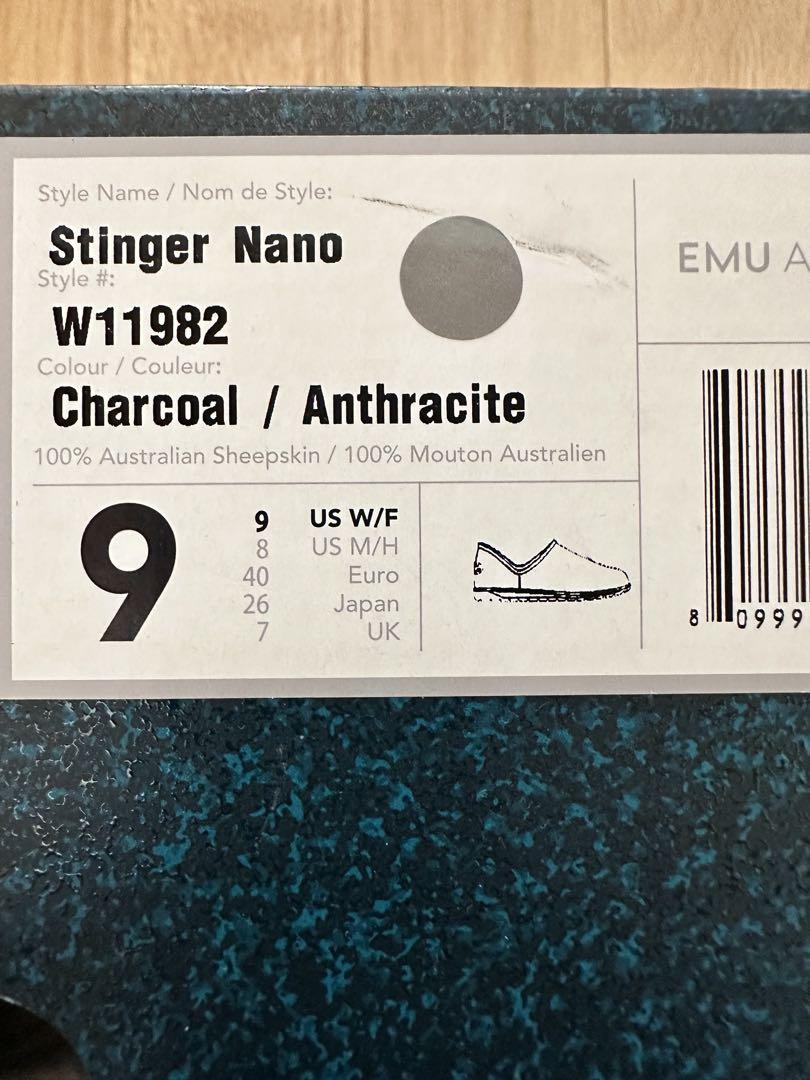 Style Name / Nom de Style:
Stinger Nano
Style #:
W11982
Colour / Couleur:
Charcoal / Anthracite
100% Australian Sheepskin / 100% Mouton Australien
9
9 US W/F
8 US M/H
40 Euro
26 Japan
7 UK
EMU A
8 0999